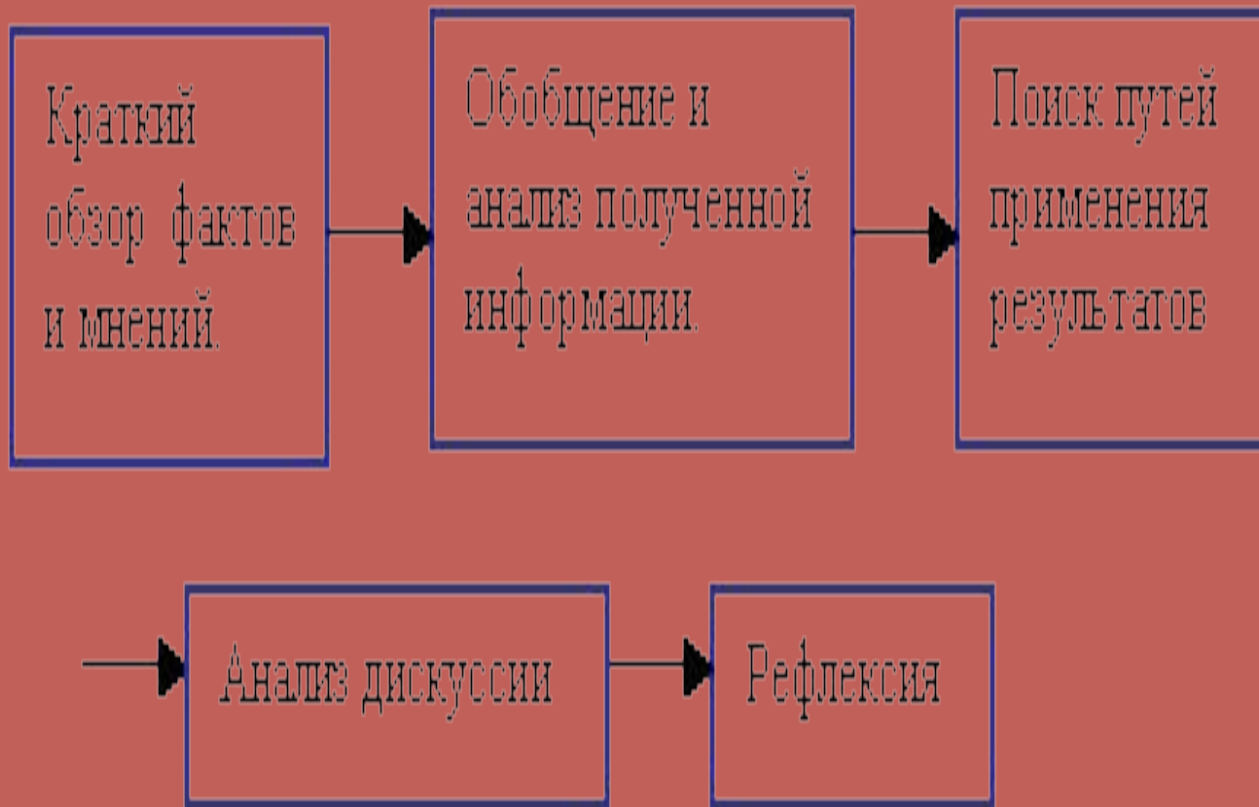 Краткий
обзор фактов
и мнений.
Обобщение и
анализ полученной
информации.
Поиск путей
применения
результатов
Анализ дискуссии
Рефлексия